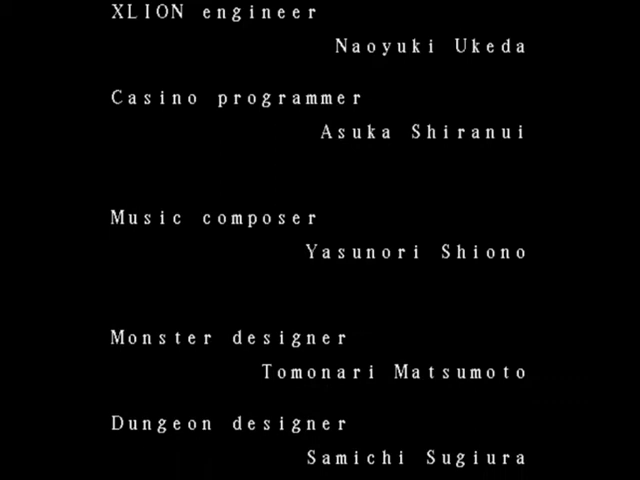 XLION engineer
Naoyuki Ukeda
Casino programmer
Asuka Shiranui
Music composer
Yasunori Shiono
Monster designer
Tomonari Matsumoto
Dungeon designer
Samichi Sugiura